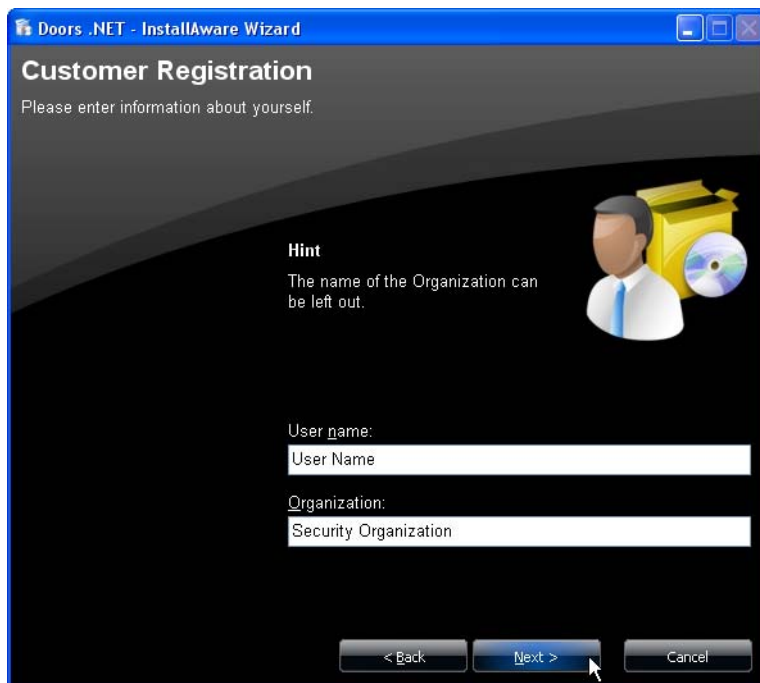 Doors .NET - InstallAware Wizard
Customer Registration
Please enter information about yourself.
Hint
The name of the Organization can
be left out.
User name:
User Name
Organization:
Security Organization
< Back Next > Cancel